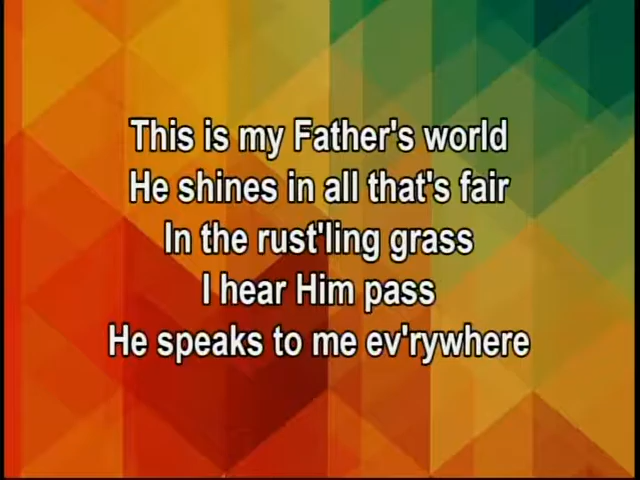 This is my Father's world
He shines in all that's fair
In the rust'ling grass
I hear Him pass
He speaks to me ev'rywhere